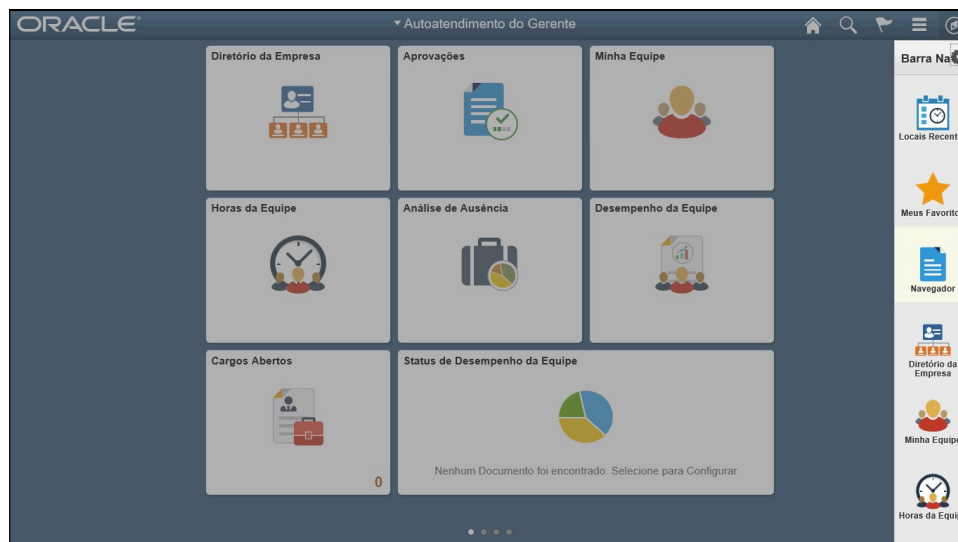 ORACLE
Autoatendimento do Gerente
Barra Na
Diretório da Empresa
Aprovações
Minha Equipe
Locais Recent
Meus Favorito
Horas da Equipe
Análise de Ausência
Desempenho da Equipe
Navegador
Diretório da
Empresa
Cargos Abertos
Status de Desempenho da Equipe
Minha Equipe
Nenhum Documento foi encontrado. Selecione para Configurar
0
Horas da Equip